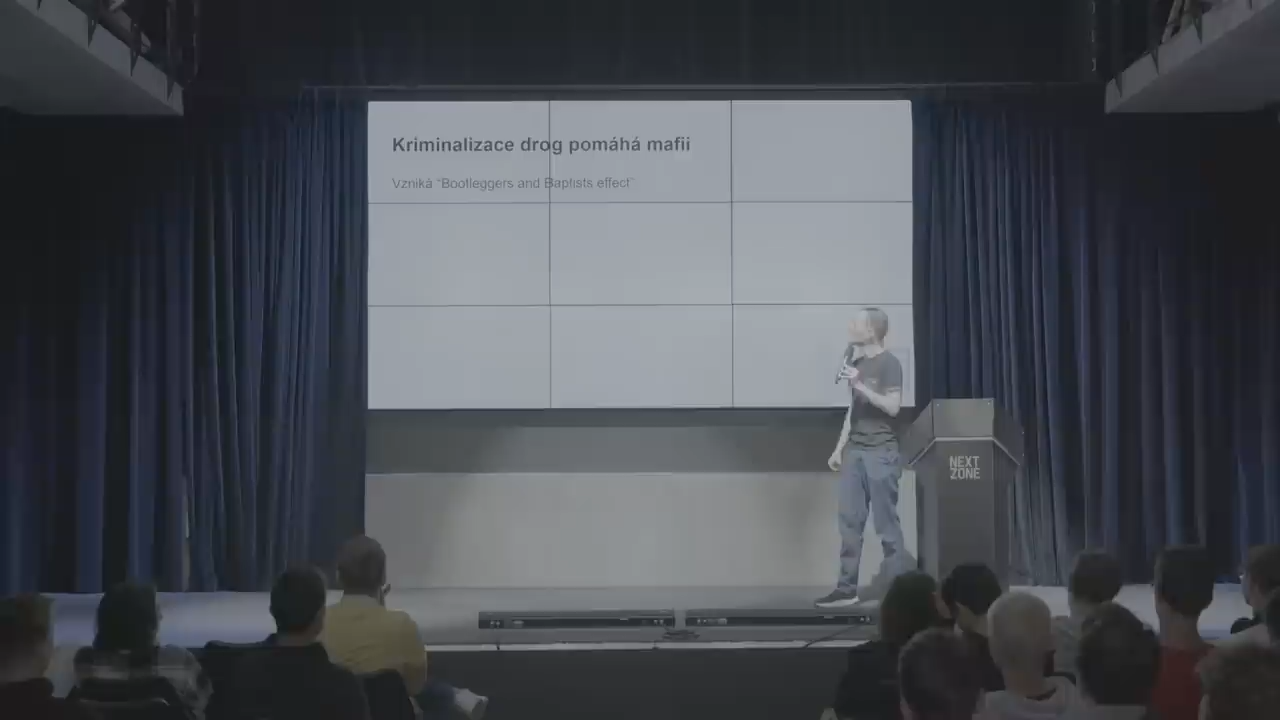 Kriminalizace drog pomáhá mafii
Vzniká “Bootleggers and Baptists effect”
NEXT
ZONE